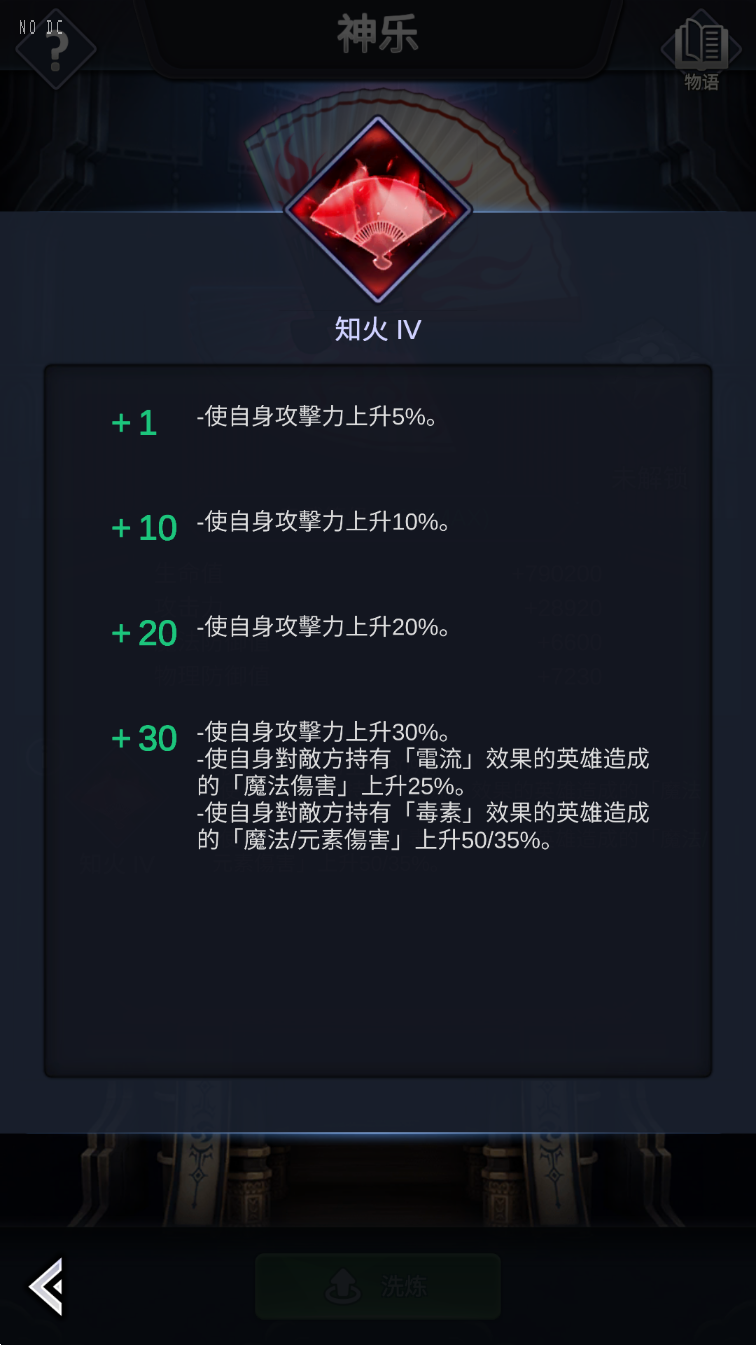 NO DC
神乐
物语
知火 IV
+1 -使自身攻擊力上升5%。
+10 -使自身攻擊力上升10%。
+20 -使自身攻擊力上升20%。
+30 -使自身攻擊力上升30%。
-使自身對敵方持有「電流」效果的英雄造成
的「魔法傷害」上升25%。
-使自身對敵方持有「毒素」效果的英雄造成
的「魔法/元素傷害」上升50/35%。
洗炼